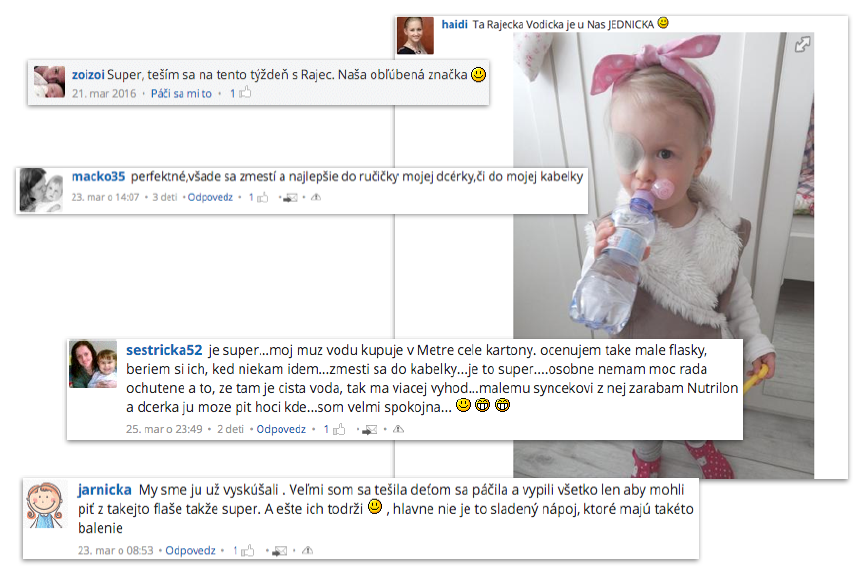 haidi Ta Rajecka Vodicka je u Nas JEDNICKA
zoizoi Super, teším sa na tento týždeň s Rajec. Naša obľúbená značka
21. mar 2016 • Páči sa mi to • 1
macko35 perfektné,všade sa zmestí a najlepšie do ručičky mojej dcérky,či do mojej kabelky
23. mar o 14:07 • 3 deti • Odpovedz • 1
sestricka52 je super...moj muz vodu kupuje v Metre cele kartony. ocenujem take male flasky,
beriem si ich, ked niekam idem...zmesti sa do kabelky...je to super....osobne nemam moc rada
ochutene a to, ze tam je cista voda, tak ma viacej vyhod...malemu syncekovi z nej zarabam Nutrilon
a dcerka ju moze pit hoci kde...som velmi spokojna...
25. mar o 23:49 • 2 deti • Odpovedz • 1
jarnicka My sme ju už vyskúšali . Veľmi som sa tešila deťom sa páčila a vypili všetko len aby mohli
piť z takejto flaše takže super. A ešte ich todrži , hlavne nie je to sladený nápoj, ktoré majú takéto
balenie
23. mar o 08:53 • Odpovedz • 1